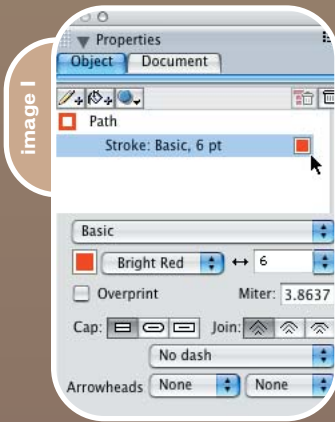 image I
Properties
Object Document
Path
Stroke: Basic, 6 pt
Basic
Bright Red 6
Overprint Miter: 3.8637
Cap: Join:
No dash
Arrowheads None None